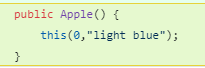 public Apple() {
    this(0,"light blue");
}